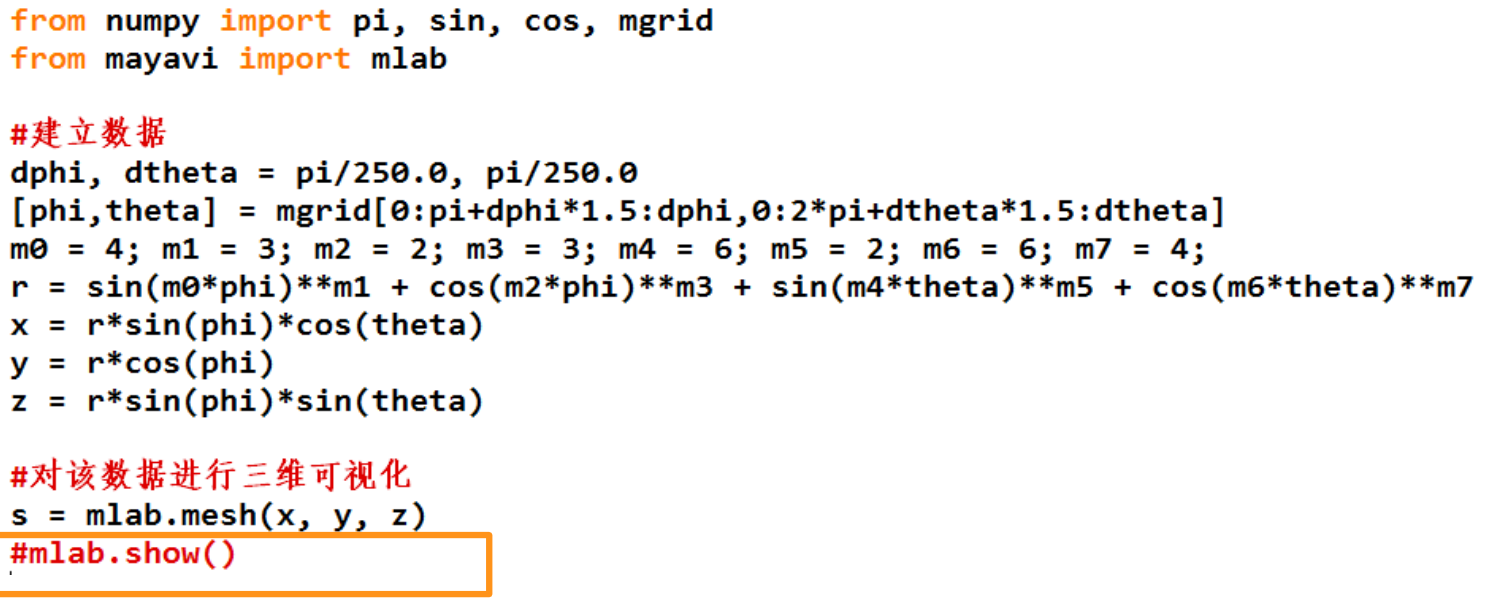 from numpy import pi, sin, cos, mgrid
from mayavi import mlab
#建立数据
dphi, dtheta = pi/250.0, pi/250.0
[phi,theta] = mgrid[0:pi+dphi*1.5:dphi,0:2*pi+dtheta*1.5:dtheta]
m0 = 4; m1 = 3; m2 = 2; m3 = 3; m4 = 6; m5 = 2; m6 = 6; m7 = 4;
r = sin(m0*phi)**m1 + cos(m2*phi)**m3 + sin(m4*theta)**m5 + cos(m6*theta)**m7
x = r*sin(phi)*cos(theta)
y = r*cos(phi)
z = r*sin(phi)*sin(theta)
#对该数据进行三维可视化
s = mlab.mesh(x, y, z)
#mlab.show()